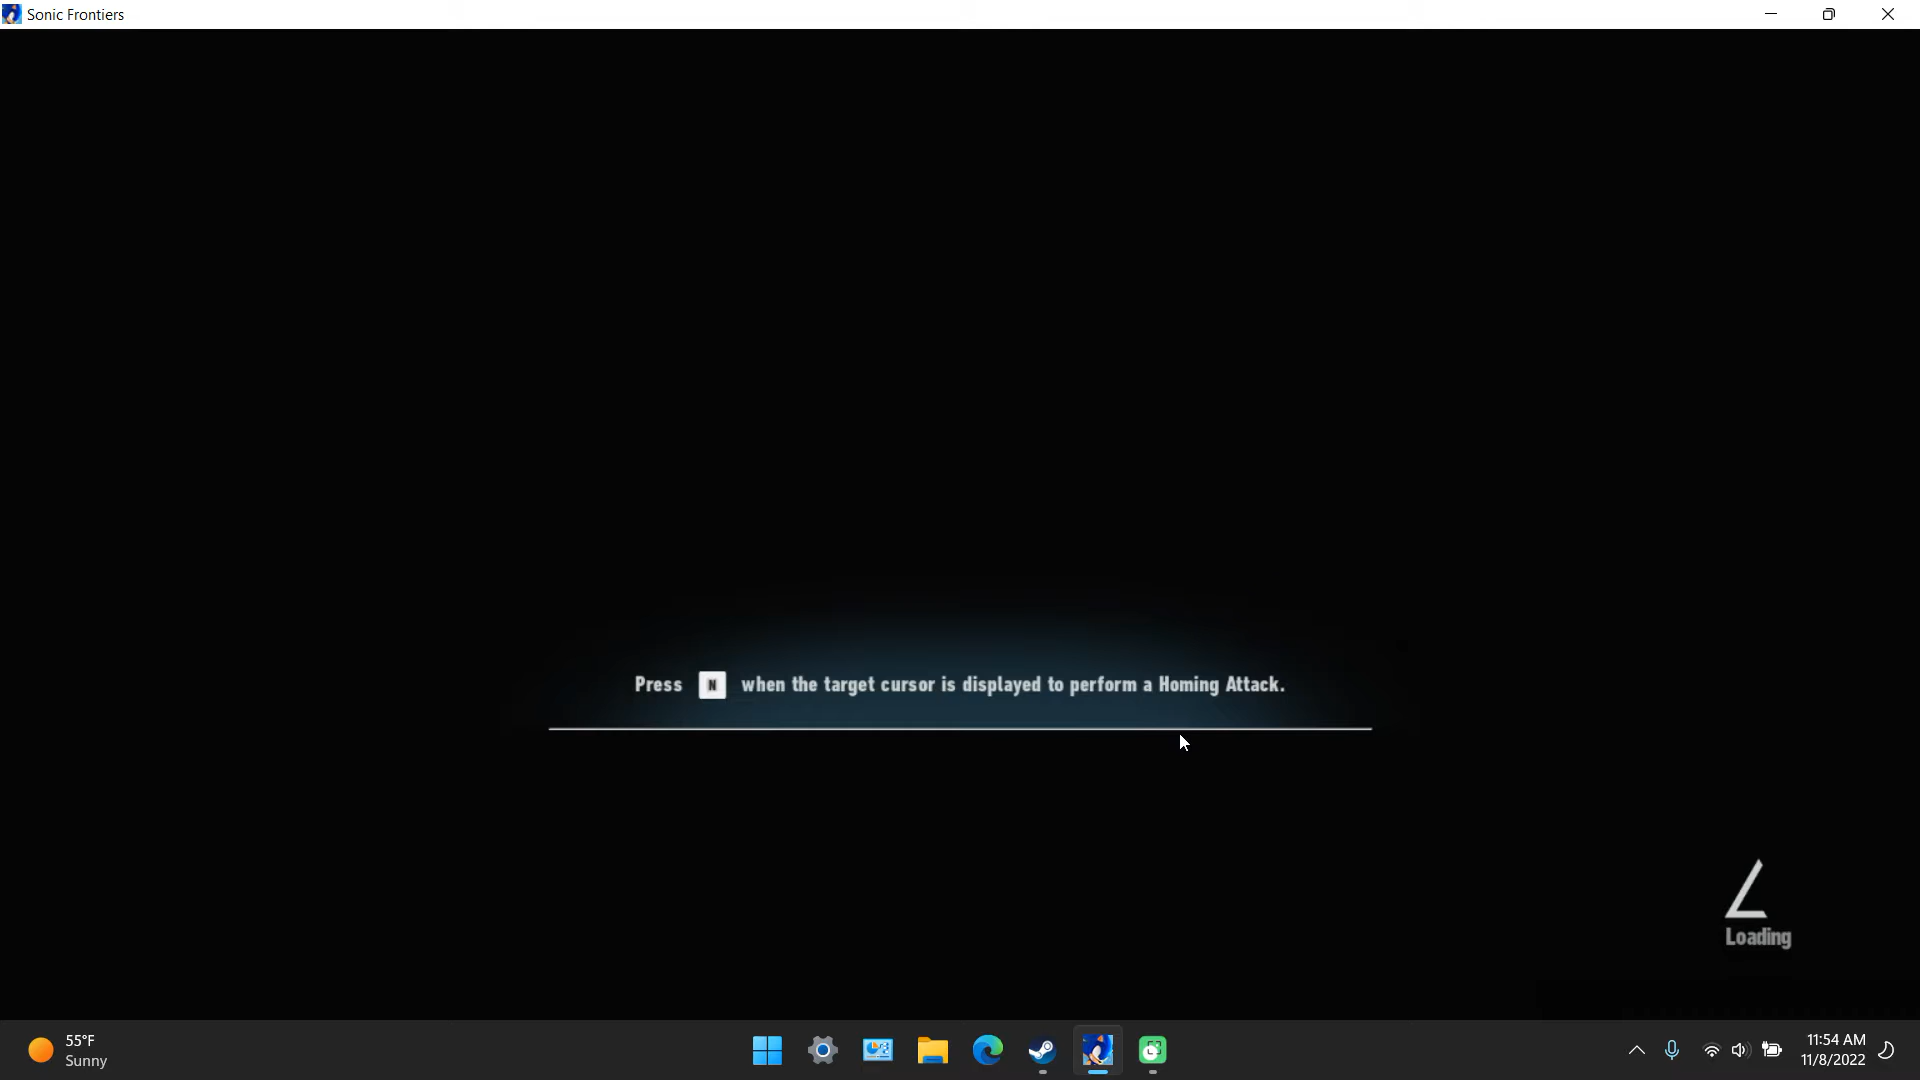 Sonic Frontiers
Press N when the target cursor is displayed to perform a Homing Attack.
Loading
55°F
Sunny
11:54 AM
11/8/2022